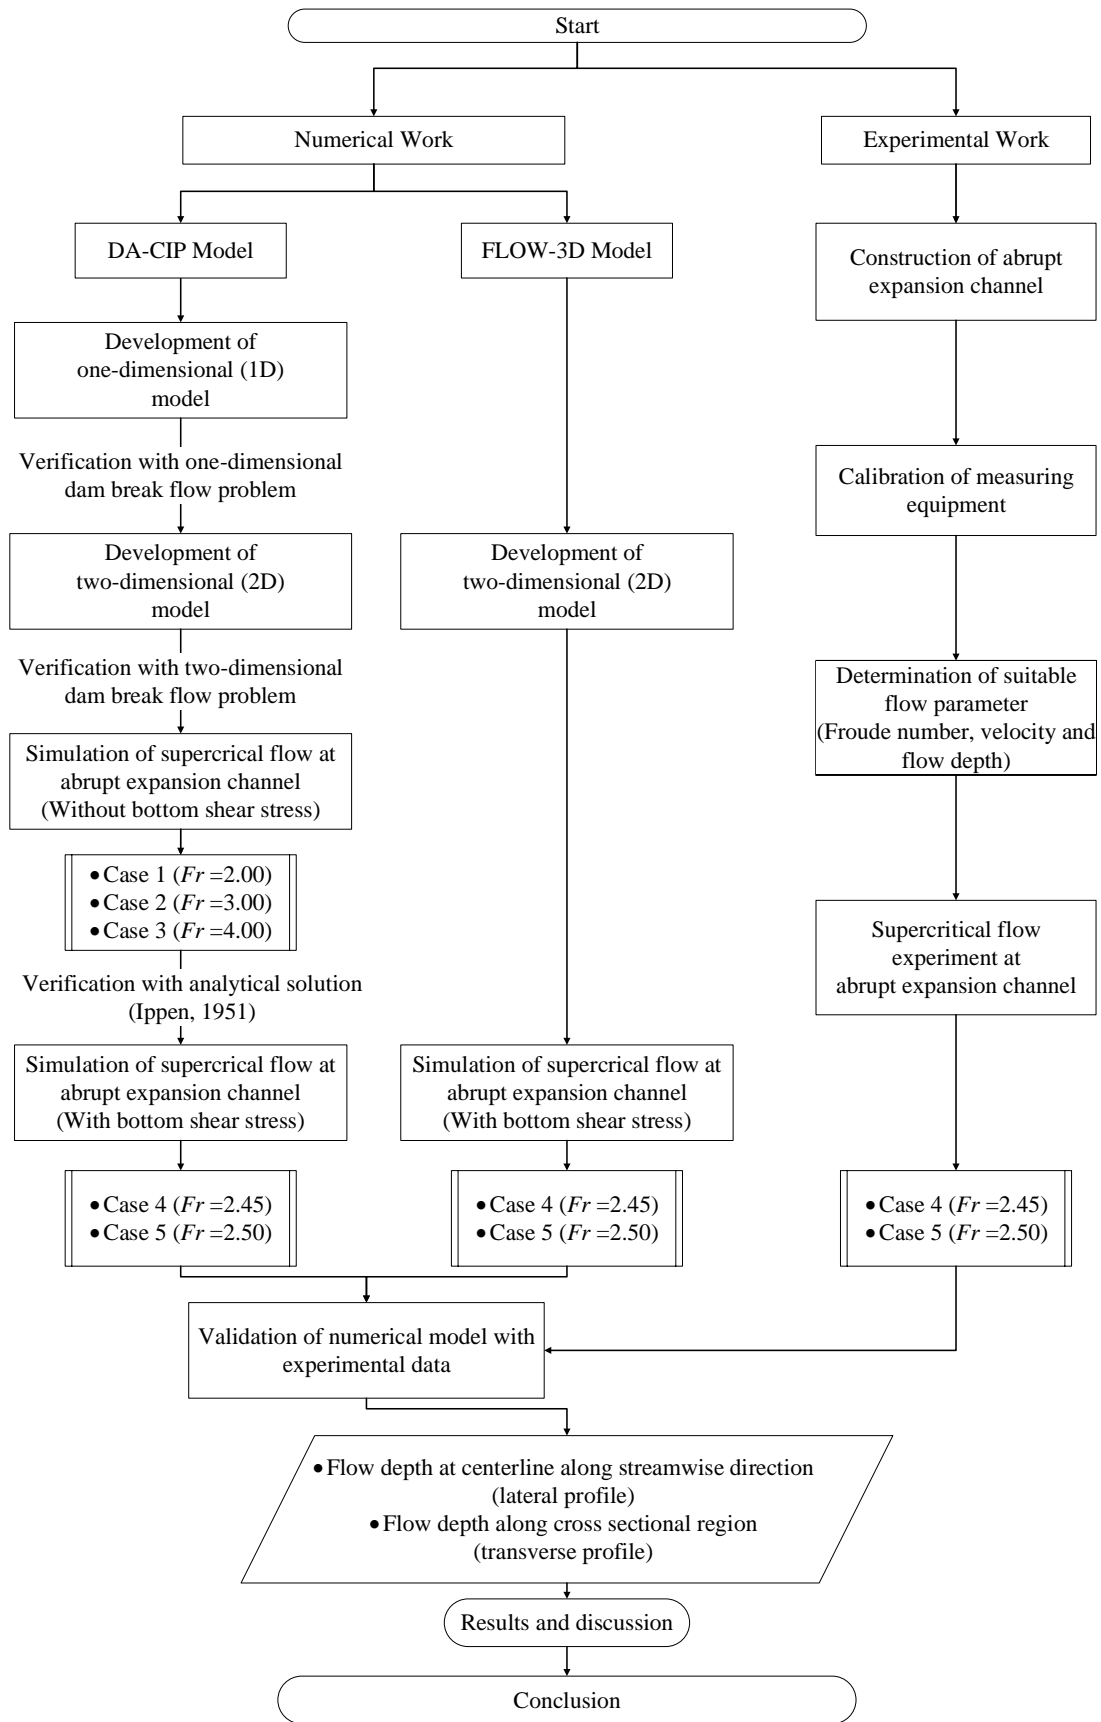 Start
Numerical Work
Experimental Work
DA-CIP Model
FLOW-3D Model
Construction of abrupt
expansion channel
Development of
one-dimensional (1D)
model
Verification with one-dimensional
dam break flow problem
Calibration of measuring
equipment
Development of
two-dimensional (2D)
model
Development of
two-dimensional (2D)
model
Verification with two-dimensional
dam break flow problem
Determination of suitable
flow parameter
(Froude number, velocity and
flow depth)
Simulation of supercrical flow at
abrupt expansion channel
(Without bottom shear stress)
• Case 1 (Fr =2.00)
• Case 2 (Fr =3.00)
• Case 3 (Fr =4.00)
Supercritical flow
experiment at
abrupt expansion channel
Verification with analytical solution
(Ippen, 1951)
Simulation of supercrical flow at
abrupt expansion channel
(With bottom shear stress)
Simulation of supercrical flow at
abrupt expansion channel
(With bottom shear stress)
• Case 4 (Fr =2.45)
• Case 5 (Fr =2.50)
• Case 4 (Fr =2.45)
• Case 5 (Fr =2.50)
• Case 4 (Fr =2.45)
• Case 5 (Fr =2.50)
Validation of numerical model with
experimental data
• Flow depth at centerline along streamwise direction
(lateral profile)
• Flow depth along cross sectional region
(transverse profile)
Results and discussion
Conclusion